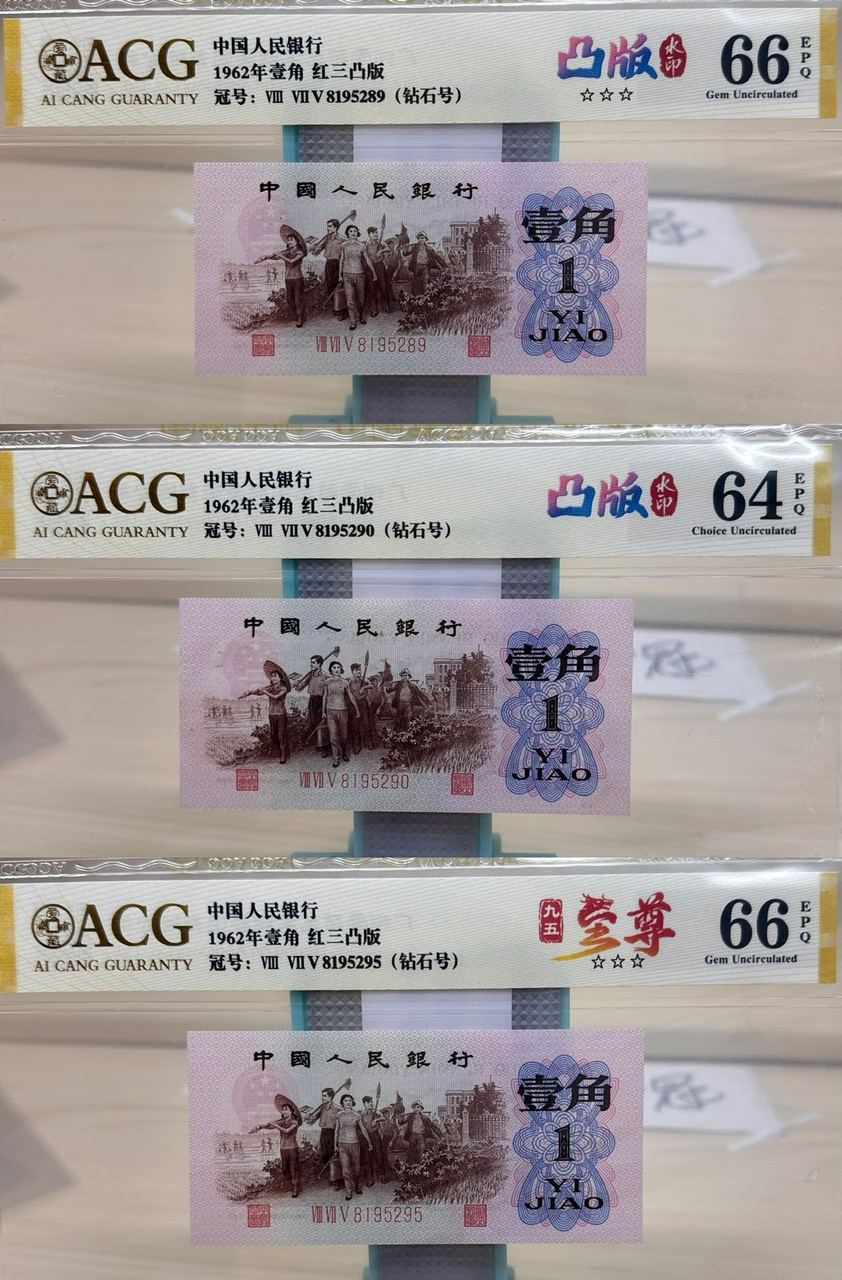 ACG
AI CANG GUARANTY
中国人民银行
1962年壹角 红三凸版
冠号: Ⅷ Ⅶ Ⅴ 8195289 (钻石号)
凸版 水印
☆☆☆
66 EPQ
Gem Uncirculated
中國人民銀行
壹角
1
YI
JIAO
Ⅷ Ⅶ Ⅴ 8195289
冠
ACG
AI CANG GUARANTY
中国人民银行
1962年壹角 红三凸版
冠号: Ⅷ Ⅶ Ⅴ 8195290 (钻石号)
凸版 水印
64 EPQ
Choice Uncirculated
中國人民銀行
壹角
1
YI
JIAO
Ⅷ Ⅶ Ⅴ 8195290
冠
ACG
AI CANG GUARANTY
中国人民银行
1962年壹角 红三凸版
冠号: Ⅷ Ⅶ Ⅴ 8195295 (钻石号)
九五 至尊
☆☆☆
66 EPQ
Gem Uncirculated
中國人民銀行
壹角
1
YI
JIAO
Ⅷ Ⅶ Ⅴ 8195295
冠